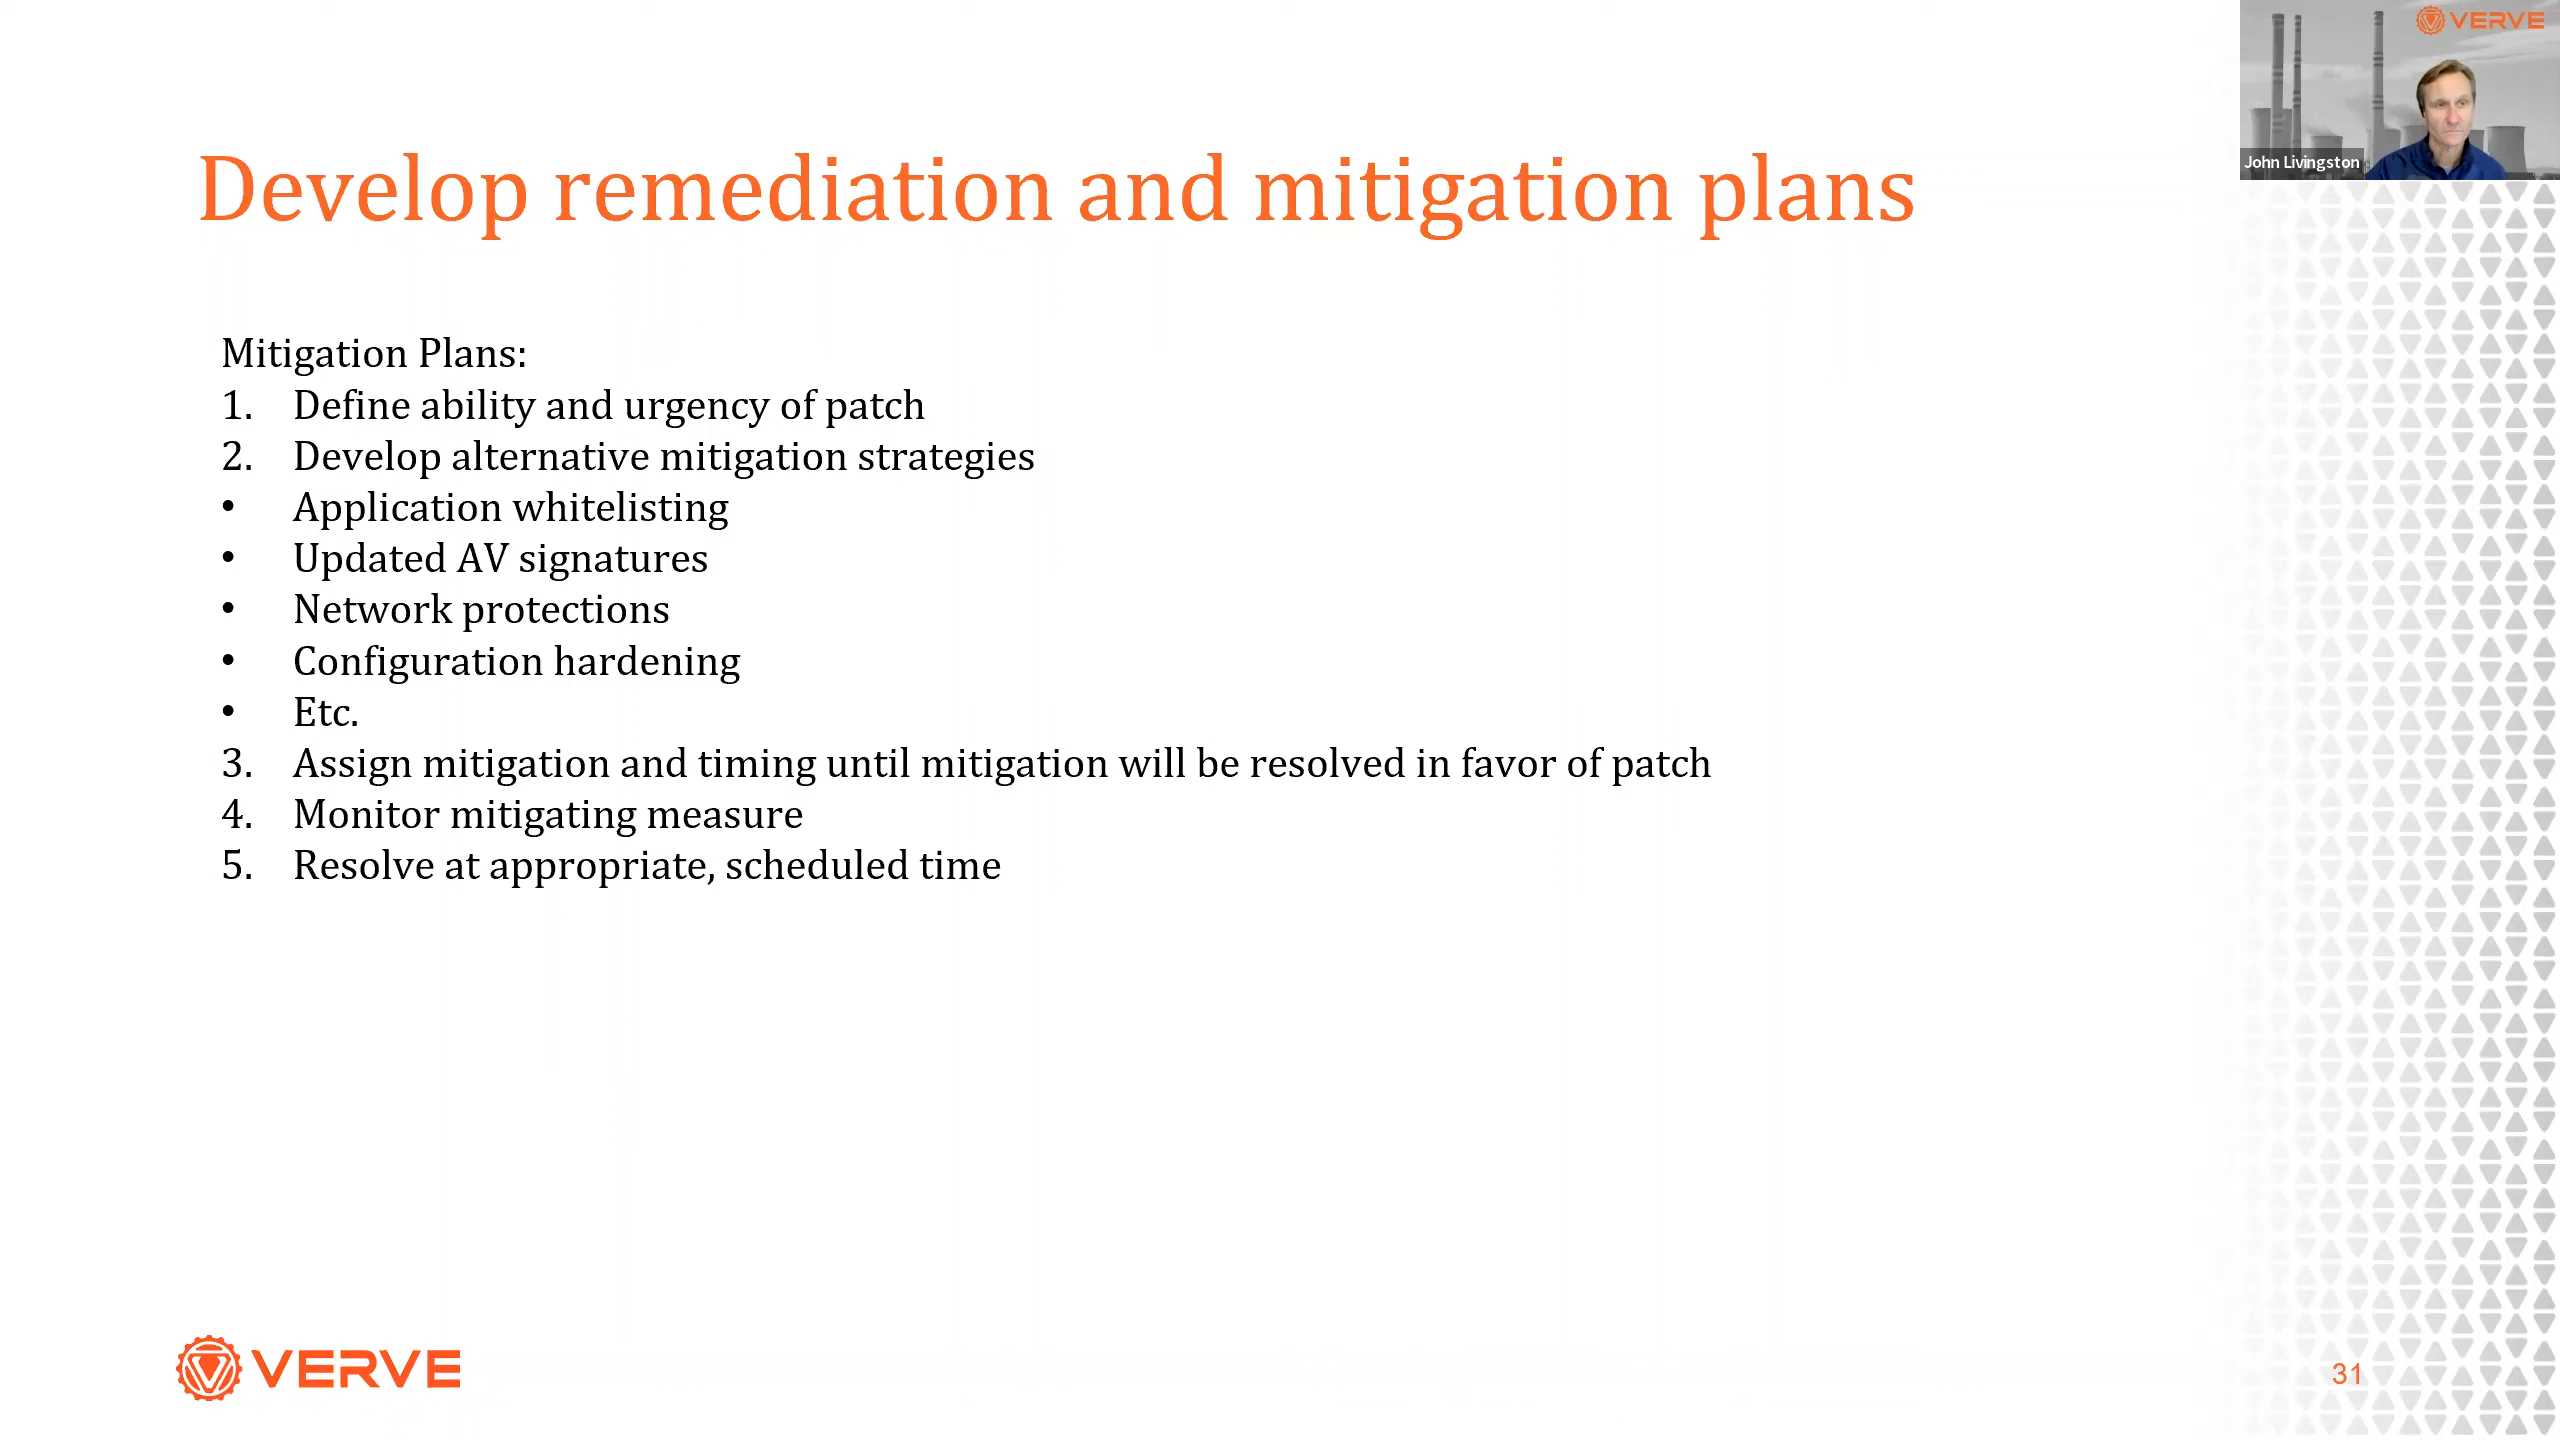 VERVE
John Livingston
Develop remediation and mitigation plans
Mitigation Plans:
1. Define ability and urgency of patch
2. Develop alternative mitigation strategies
• Application whitelisting
• Updated AV signatures
• Network protections
• Configuration hardening
• Etc.
3. Assign mitigation and timing until mitigation will be resolved in favor of patch
4. Monitor mitigating measure
5. Resolve at appropriate, scheduled time
VERVE
31